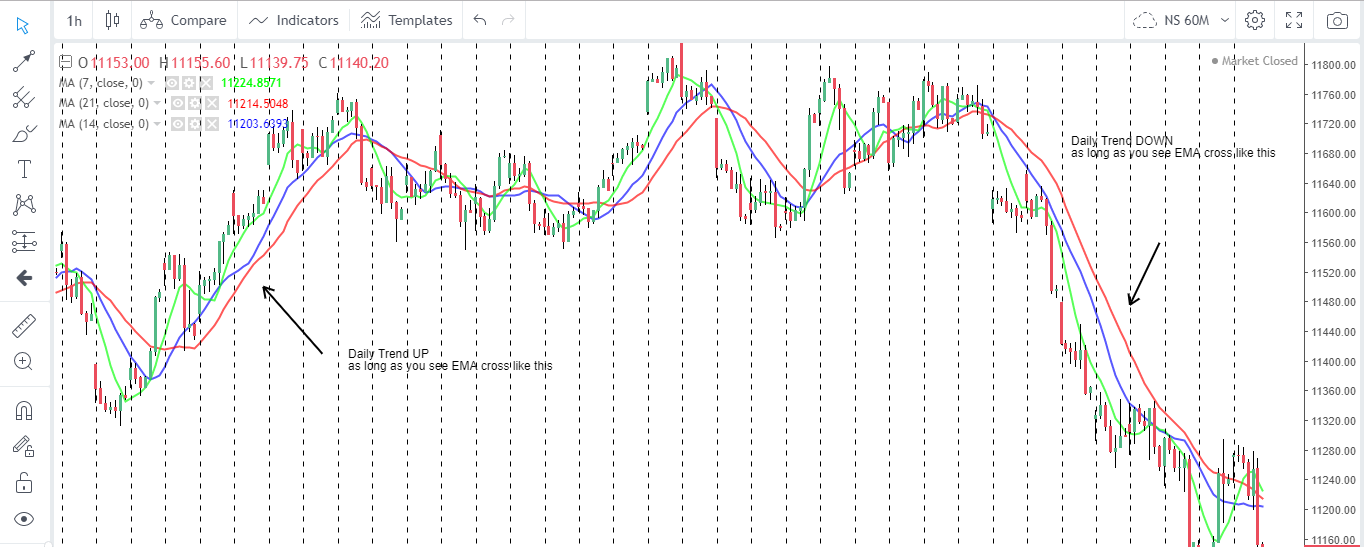 1h Compare Indicators Templates NS 60M
O 11153.00 H 11155.60 L 11139.75 C 11140.20
Market Closed
MA (7, close, 0) 11224.8571
MA (21, close, 0) 11214.5048
MA (14, close, 0) 11203.6393
Daily Trend UP
as long as you see EMA cross like this
Daily Trend DOWN
as long as you see EMA cross like this
11800.00
11760.00
11720.00
11680.00
11640.00
11600.00
11560.00
11520.00
11480.00
11440.00
11400.00
11360.00
11320.00
11280.00
11240.00
11200.00
11160.00